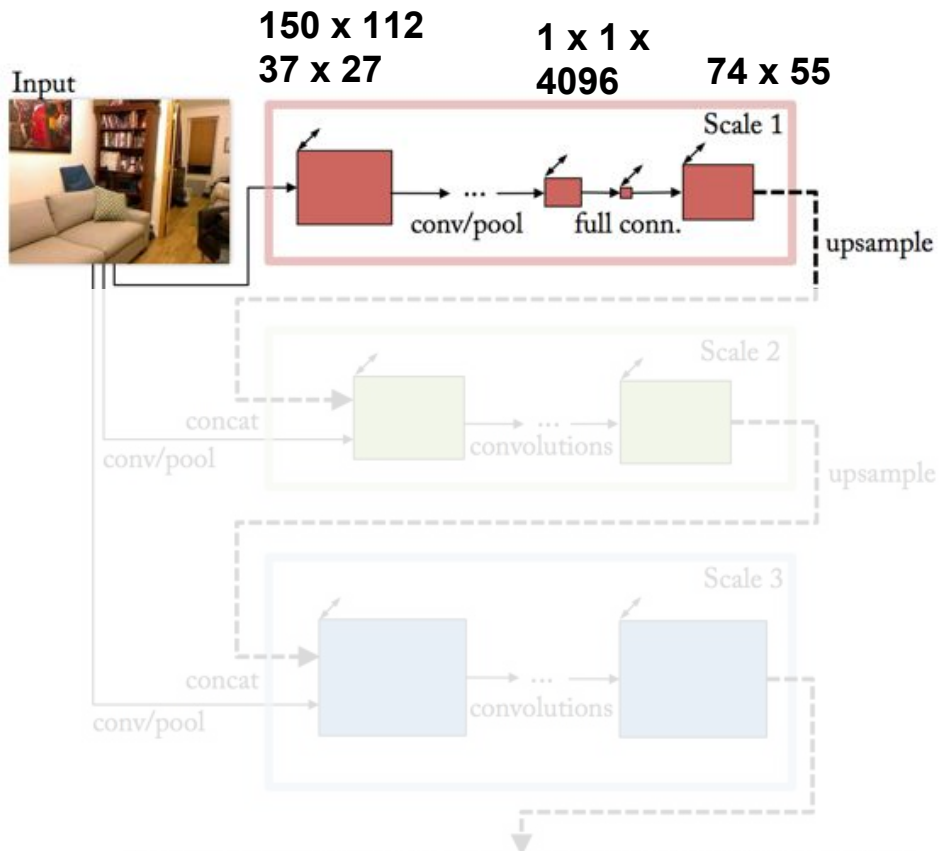 150 x 112
37 x 27
1 x 1 x
4096
74 x 55
Input
Scale 1
conv/pool
...
full conn.
upsample
Scale 2
concat
conv/pool
...
convolutions
upsample
Scale 3
concat
conv/pool
...
convolutions